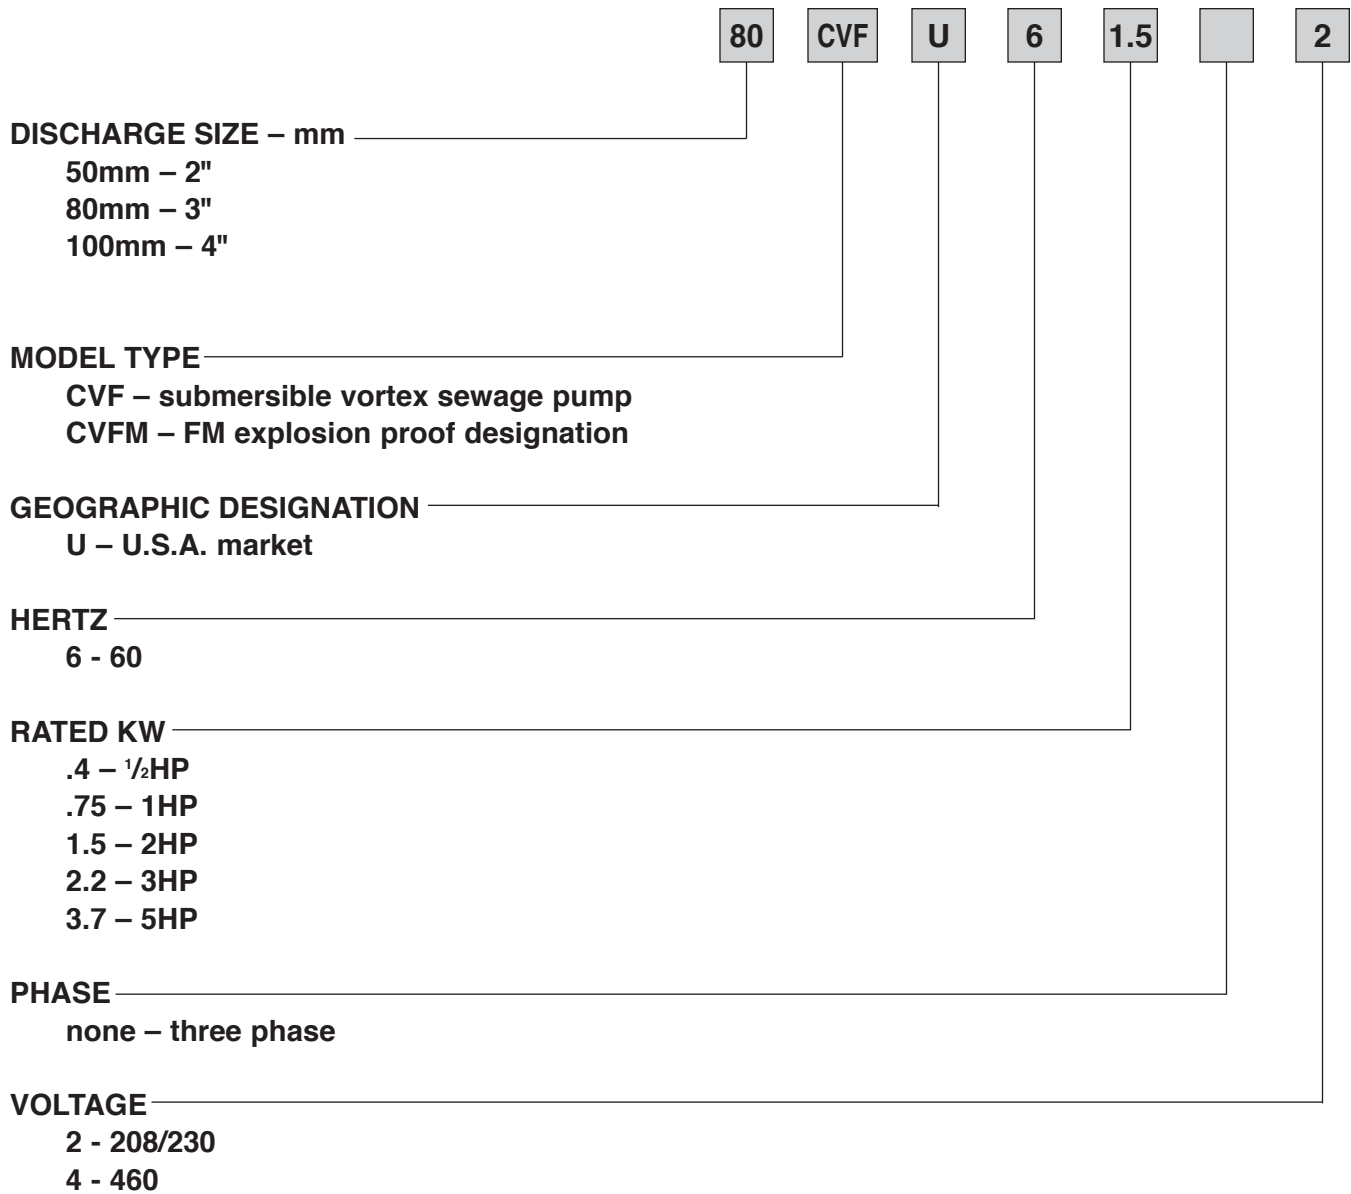 80 CVF U 6 1.5 2
DISCHARGE SIZE – mm
50mm – 2"
80mm – 3"
100mm – 4"
MODEL TYPE
CVF – submersible vortex sewage pump
CVFM – FM explosion proof designation
GEOGRAPHIC DESIGNATION
U – U.S.A. market
HERTZ
6 - 60
RATED KW
.4 – 1/2HP
.75 – 1HP
1.5 – 2HP
2.2 – 3HP
3.7 – 5HP
PHASE
none – three phase
VOLTAGE
2 - 208/230
4 - 460